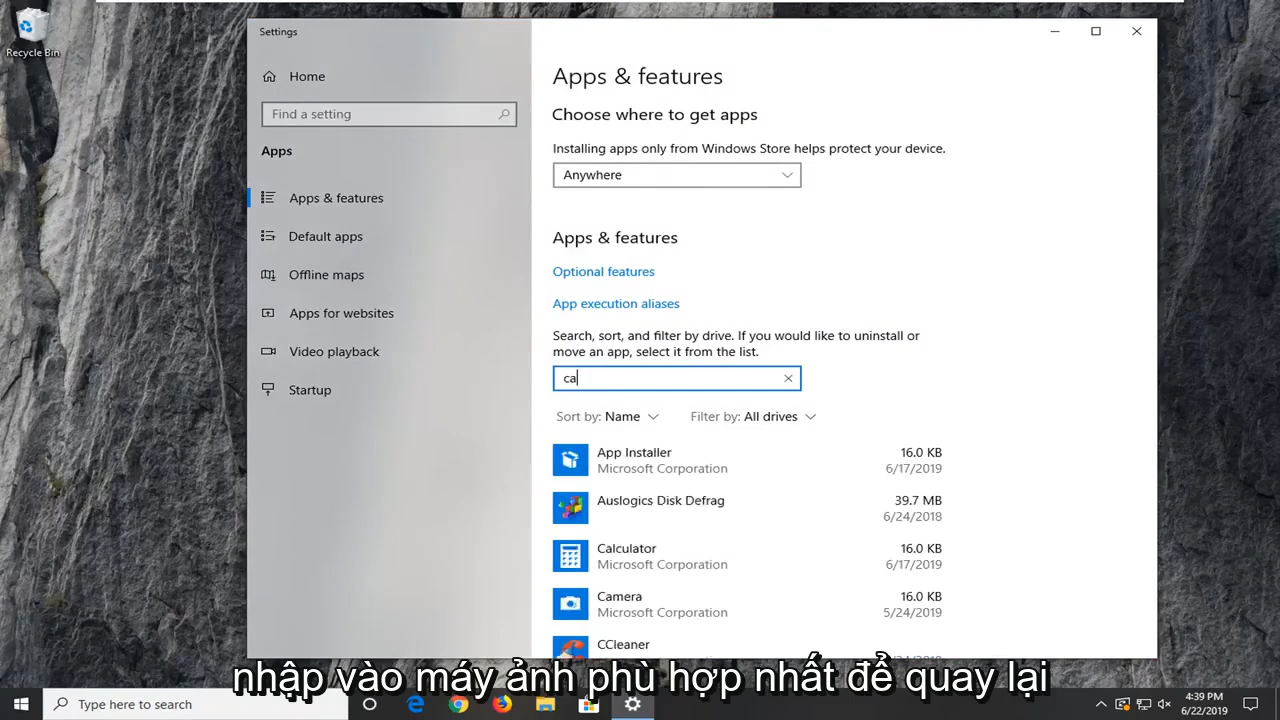 Recycle Bin
Settings
Home
Find a setting
Apps
Apps & features
Default apps
Offline maps
Apps for websites
Video playback
Startup
Apps & features
Choose where to get apps
Installing apps only from Windows Store helps protect your device.
Anywhere
Apps & features
Optional features
App execution aliases
Search, sort, and filter by drive. If you would like to uninstall or
move an app, select it from the list.
ca
Sort by: Name
Filter by: All drives
App Installer 16.0 KB
Microsoft Corporation 6/17/2019
Auslogics Disk Defrag 39.7 MB
6/24/2018
Calculator 16.0 KB
Microsoft Corporation 6/17/2019
Camera 16.0 KB
Microsoft Corporation 5/24/2019
CCleaner
nhập vào máy ảnh phù hợp nhất để quay lại
Type here to search
4:39 PM
6/22/2019